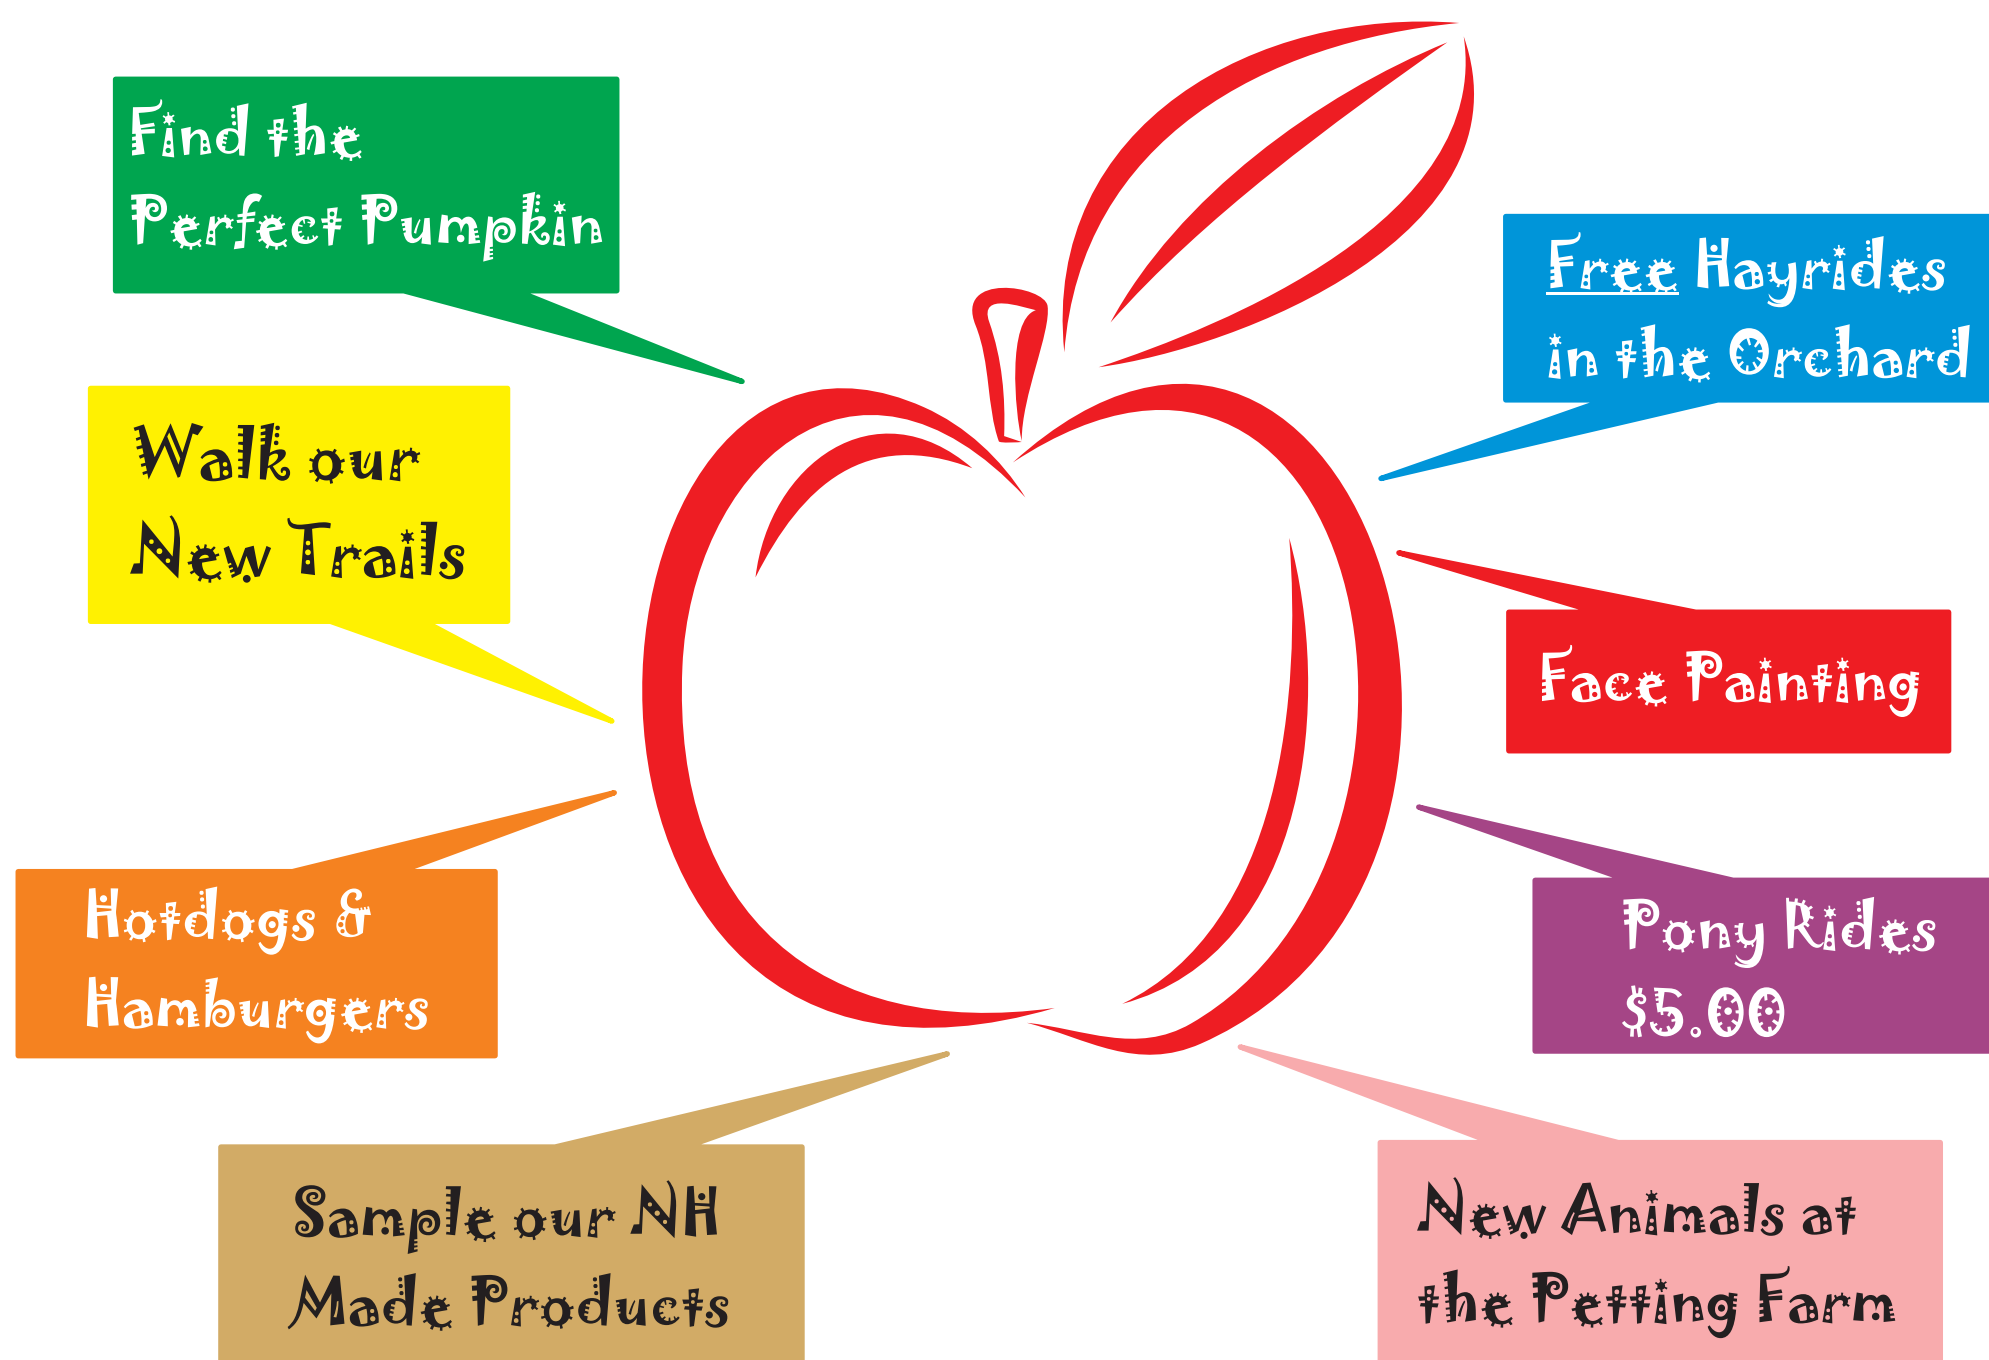 Find the
Perfect Pumpkin
Free Hayrides
in the Orchard
Walk our
New Trails
Face Painting
Hotdogs &
Hamburgers
Pony Rides
$5.00
Sample our NH
Made Products
New Animals at
the Petting Farm